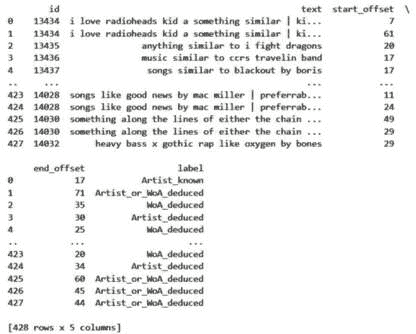 id text start_offset \
0 13434 i love radioheads kid a something similar | ki... 7
1 13434 i love radioheads kid a something similar | ki... 61
2 13435 anything similar to i fight dragons 20
3 13436 music similar to ccrs travelin band 17
4 13437 songs similar to blackout by boris 17
.. ... ... ...
423 14028 songs like good news by mac miller | preferrab... 11
424 14028 songs like good news by mac miller | preferrab... 24
425 14030 something along the lines of either the chain ... 49
426 14030 something along the lines of either the chain ... 29
427 14032 heavy bass x gothic rap like oxygen by bones 29
end_offset label
0 17 Artist_known
1 71 Artist_or_WoA_deduced
2 35 WoA_deduced
3 30 Artist_deduced
4 25 WoA_deduced
.. ... ...
423 20 WoA_deduced
424 34 Artist_deduced
425 60 Artist_or_WoA_deduced
426 45 Artist_or_WoA_deduced
427 44 Artist_or_WoA_deduced
[428 rows x 5 columns]